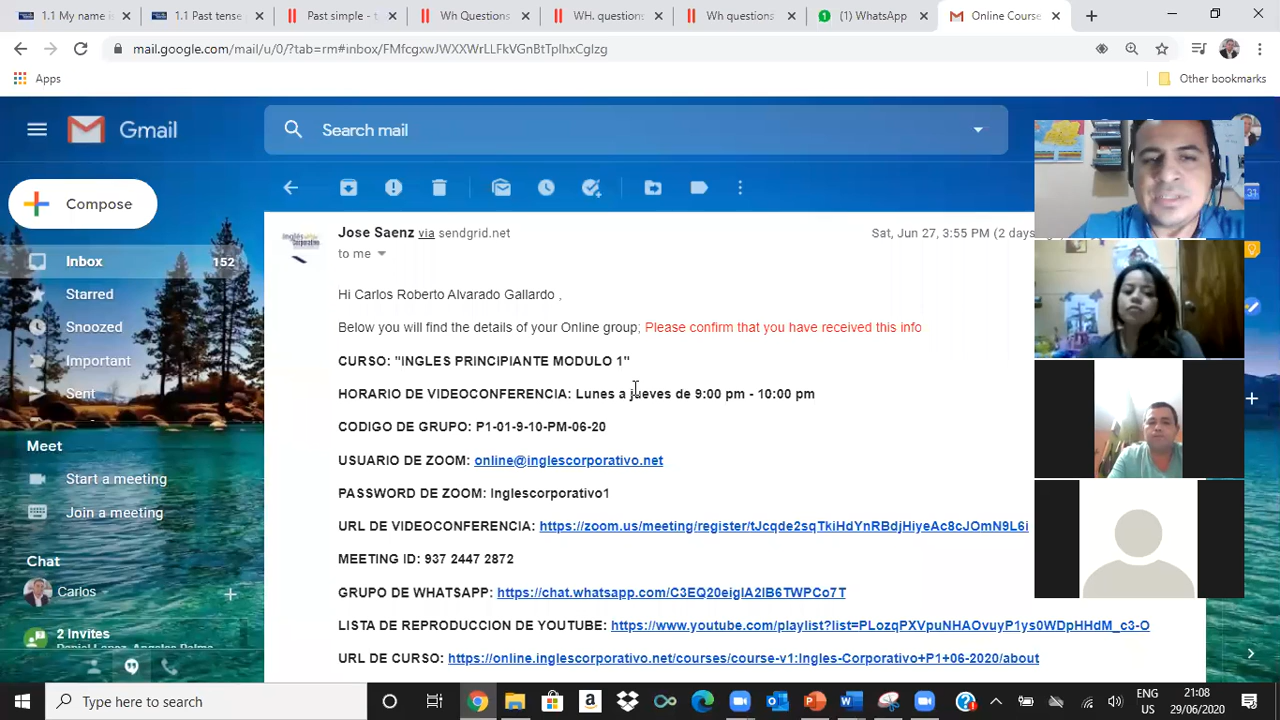 1.1 My name is
1.1 Past tense
Past simple -
Wh Questions
WH. questions
Wh questions
(1) WhatsApp
Online Course
mail.google.com/mail/u/0/?tab=rm#inbox/FMfcgxwJWXXWrLLFkVGnBtTplhxCglzg
Apps
Other bookmarks
Gmail
Search mail
Compose
Inbox 152
Starred
Snoozed
Important
Sent
Meet
Start a meeting
Join a meeting
Chat
Carlos
2 Invites
Jose Saenz via sendgrid.net
Sat, Jun 27, 3:55 PM (2 days
to me
Hi Carlos Roberto Alvarado Gallardo ,
Below you will find the details of your Online group; Please confirm that you have received this info
CURSO: "INGLES PRINCIPIANTE MODULO 1"
HORARIO DE VIDEOCONFERENCIA: Lunes a jueves de 9:00 pm - 10:00 pm
CODIGO DE GRUPO: P1-01-9-10-PM-06-20
USUARIO DE ZOOM: online@inglescorporativo.net
PASSWORD DE ZOOM: Inglescorporativo1
URL DE VIDEOCONFERENCIA: https://zoom.us/meeting/register/tJcqde2sqTkiHdYnRBdjHiyeAc8cJOmN9L6i
MEETING ID: 937 2447 2872
GRUPO DE WHATSAPP: https://chat.whatsapp.com/C3EQ20eigIA2IB6TWPCo7T
LISTA DE REPRODUCCION DE YOUTUBE: https://www.youtube.com/playlist?list=PLozqPXVpuNHAOvuyP1ys0WDpHHdM_c3-O
URL DE CURSO: https://online.inglescorporativo.net/courses/course-v1:Ingles-Corporativo+P1+06-2020/about
Type here to search
ENG
US
21:08
29/06/2020